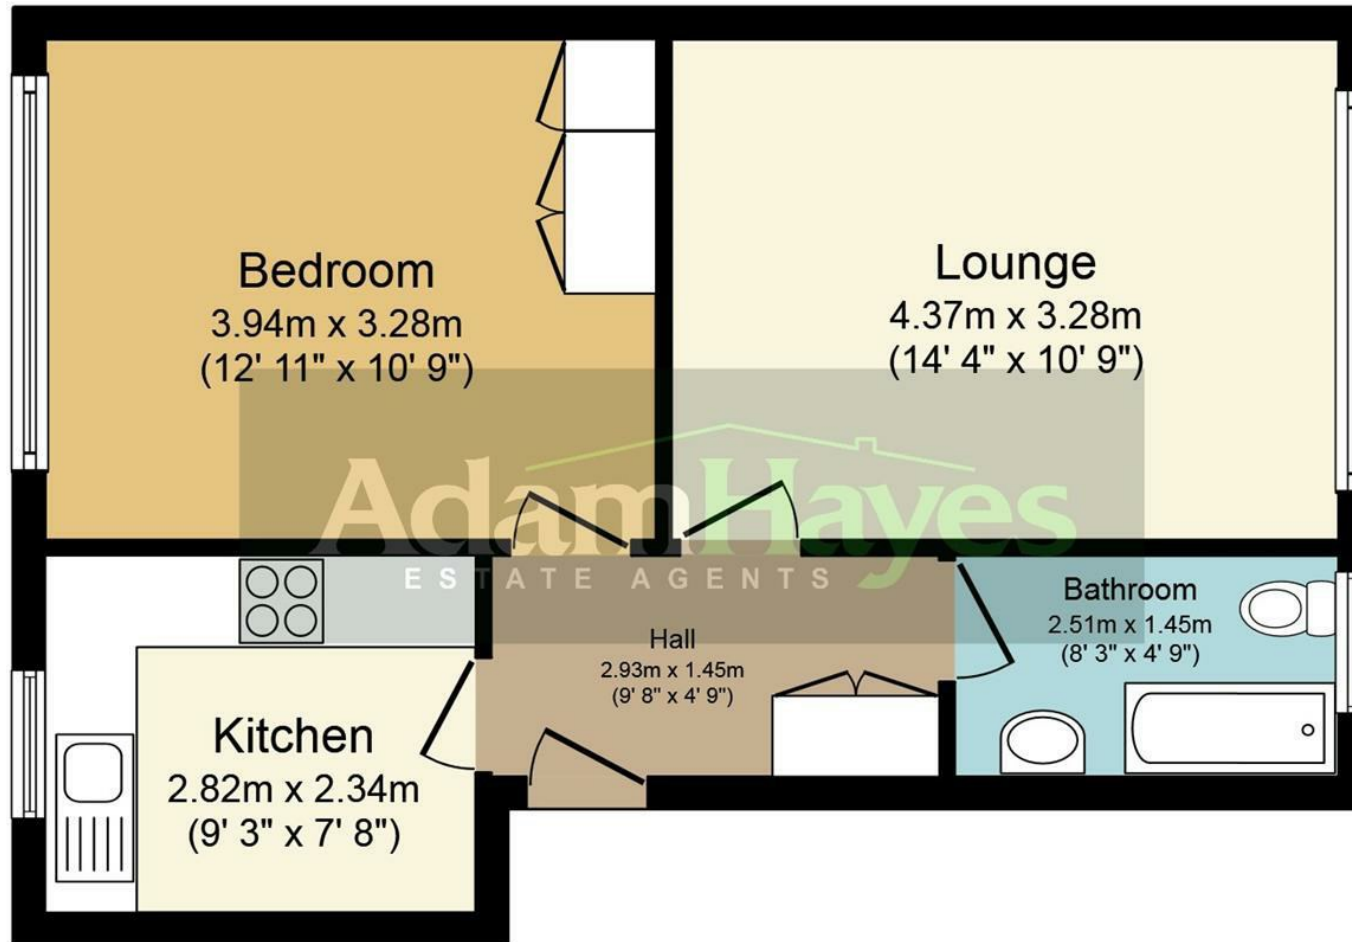 Bedroom
3.94m x 3.28m
(12' 11" x 10' 9")
Lounge
4.37m x 3.28m
(14' 4" x 10' 9")
AdamHayes
ESTATE AGENTS
Hall
2.93m x 1.45m
(9' 8" x 4' 9")
Bathroom
2.51m x 1.45m
(8' 3" x 4' 9")
Kitchen
2.82m x 2.34m
(9' 3" x 7' 8")